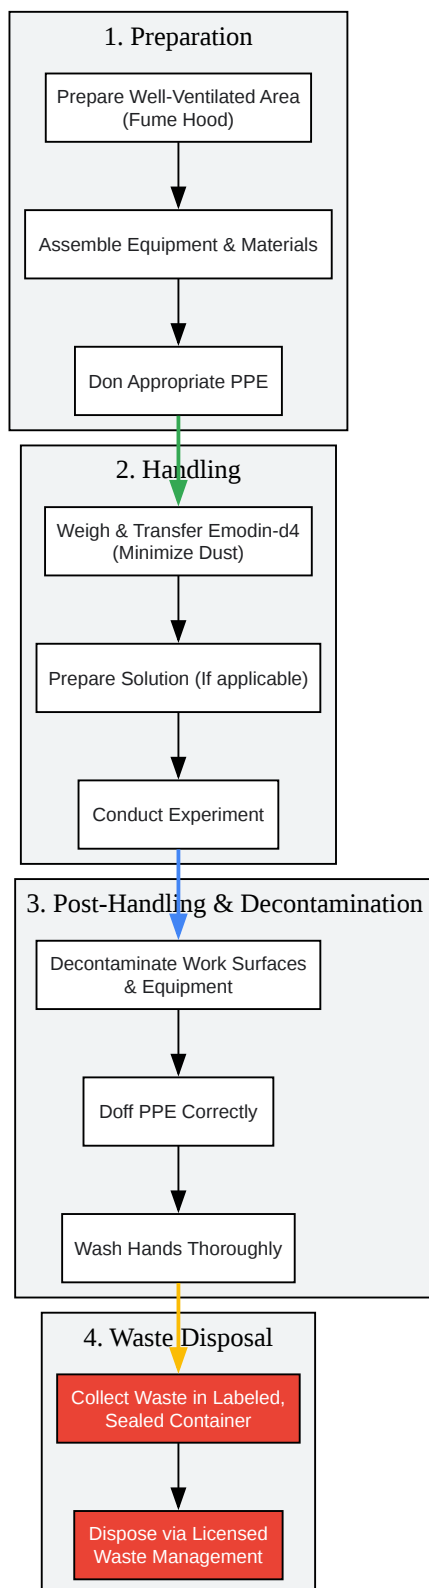 1. Preparation
Prepare Well-Ventilated Area
(Fume Hood)
Assemble Equipment & Materials
Don Appropriate PPE
2. Handling
Weigh & Transfer Emodin-d4
(Minimize Dust)
Prepare Solution (If applicable)
Conduct Experiment
3. Post-Handling & Decontamination
Decontaminate Work Surfaces
& Equipment
Doff PPE Correctly
Wash Hands Thoroughly
4. Waste Disposal
Collect Waste in Labeled,
Sealed Container
Dispose via Licensed
Waste Management